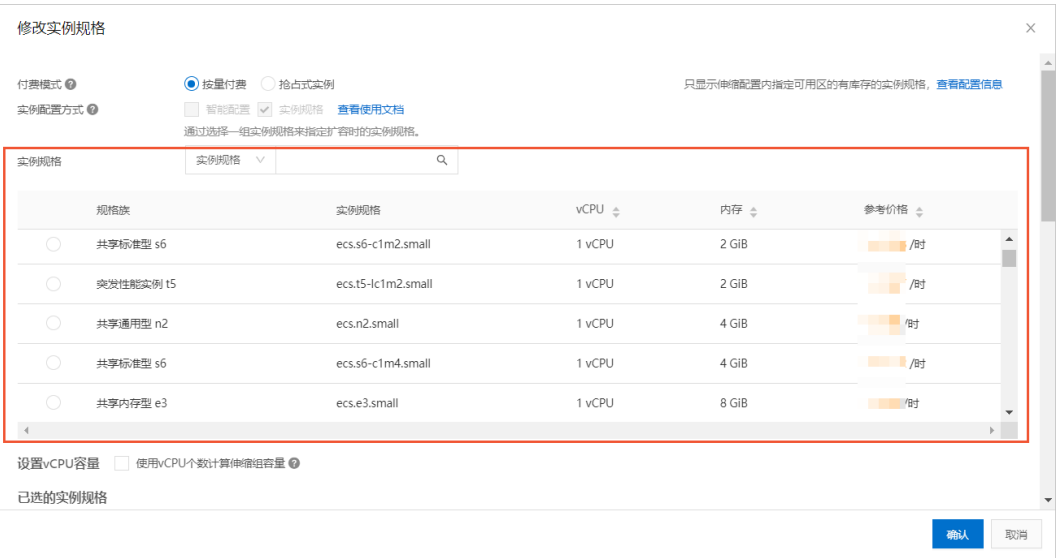 修改实例规格
付费模式 按量付费 抢占式实例 只显示伸缩配置内指定可用区的有库存的实例规格，查看配置信息
实例配置方式 智能配置 实例规格 查看使用文档
通过选择一组实例规格来指定扩容时的实例规格。
实例规格 实例规格
规格族 实例规格 vCPU 内存 参考价格
共享标准型 s6 ecs.s6-c1m2.small 1 vCPU 2 GiB /时
突发性能实例 t5 ecs.t5-lc1m2.small 1 vCPU 2 GiB /时
共享通用型 n2 ecs.n2.small 1 vCPU 4 GiB /时
共享标准型 s6 ecs.s6-c1m4.small 1 vCPU 4 GiB /时
共享内存型 e3 ecs.e3.small 1 vCPU 8 GiB /时
设置vCPU容量 使用vCPU个数计算伸缩组容量
已选的实例规格
确认 取消